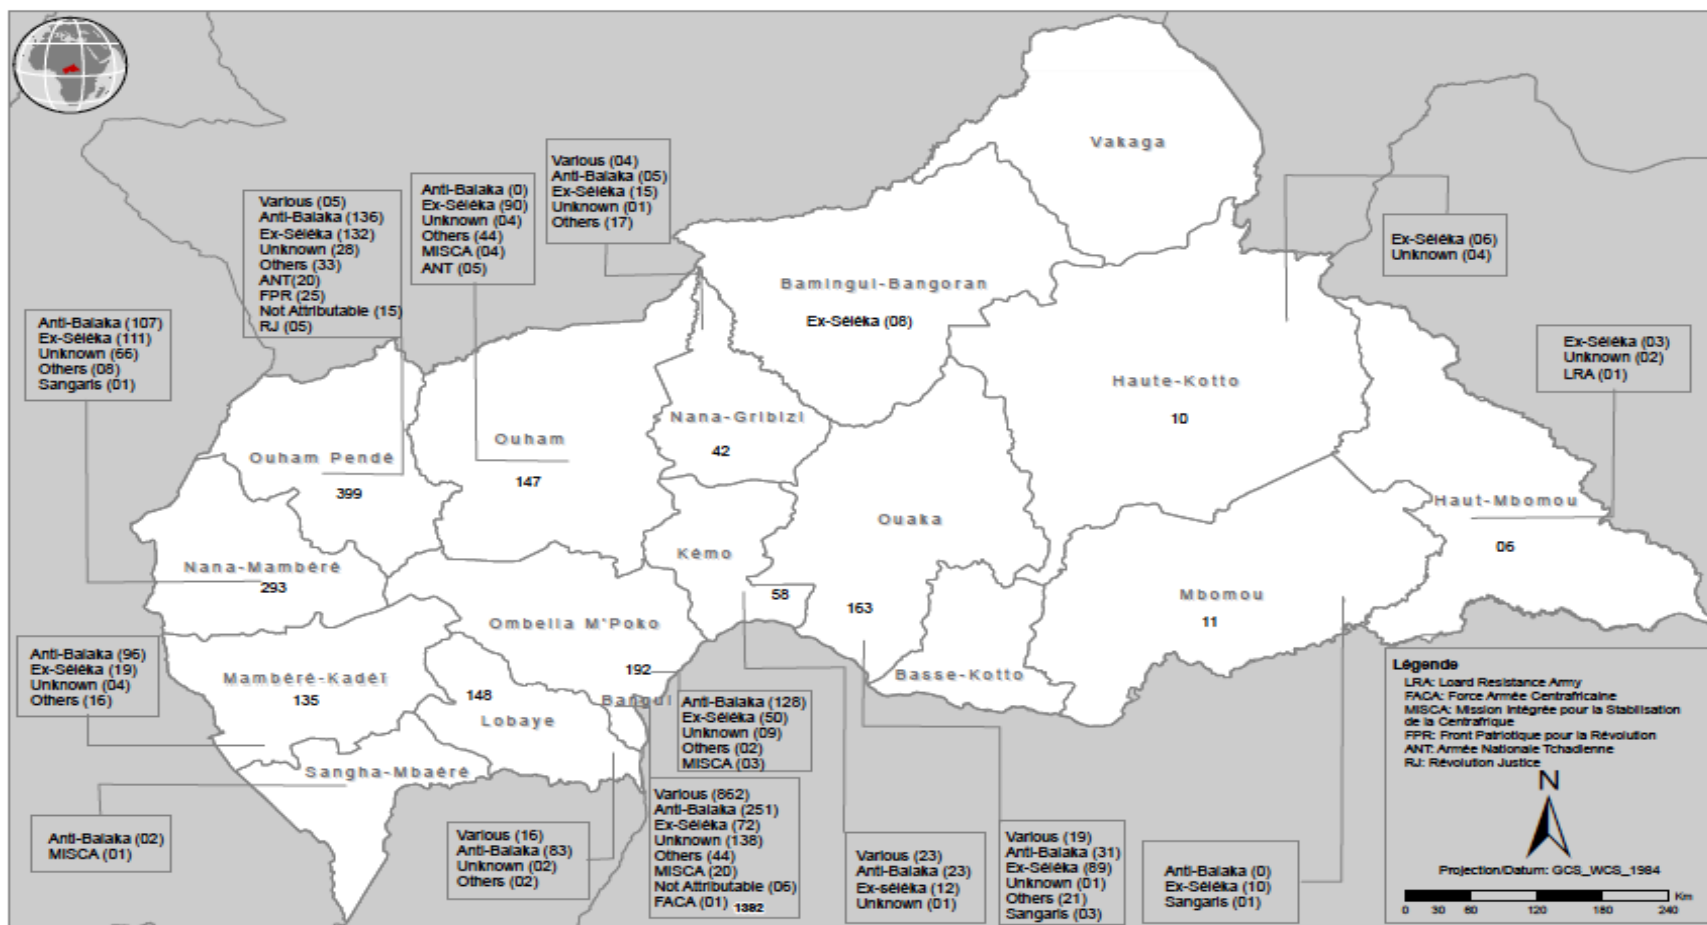 Vakaga
Various (04)
Anti-Balaka (05)
Ex-Séléka (15)
Unknown (01)
Others (17)
Anti-Balaka (0)
Ex-Séléka (90)
Unknown (04)
Others (44)
MISCA (04)
ANT (05)
Various (05)
Anti-Balaka (136)
Ex-Séléka (132)
Unknown (28)
Others (33)
ANT(20)
FPR (25)
Not Attributable (15)
RJ (05)
Ex-Séléka (06)
Unknown (04)
Bamingui-Bangoran
Ex-Séléka (08)
Anti-Balaka (107)
Ex-Séléka (111)
Unknown (66)
Others (08)
Sangaris (01)
Ex-Séléka (03)
Unknown (02)
LRA (01)
Haute-Kotto
10
Nana-Gribizi
42
Ouham
147
Ouham Pendé
399
Haut-Mbomou
06
Ouaka
163
Kémo
58
Nana-Mambéré
293
Mbomou
11
Ombella M'Poko
192
Basse-Kotto
Mambéré-Kadéï
135
148
Lobaye
Bangui
Sangha-Mbaéré
Anti-Balaka (96)
Ex-Séléka (19)
Unknown (04)
Others (16)
Anti-Balaka (128)
Ex-Séléka (50)
Unknown (09)
Others (02)
MISCA (03)
Anti-Balaka (02)
MISCA (01)
Various (16)
Anti-Balaka (83)
Unknown (02)
Others (02)
Various (862)
Anti-Balaka (251)
Ex-Séléka (72)
Unknown (138)
Others (44)
MISCA (20)
Not Attributable (06)
FACA (01) 1382
Various (23)
Anti-Balaka (23)
Ex-séléka (12)
Unknown (01)
Various (19)
Anti-Balaka (31)
Ex-Séléka (89)
Unknown (01)
Others (21)
Sangaris (03)
Anti-Balaka (0)
Ex-Séléka (10)
Sangaris (01)
Légende
LRA: Loard Resistance Army
FACA: Force Armée Centrafricaine
MISCA: Mission Intégrée pour la Stabilisation
de la Centrafrique
FPR: Front Patriotique pour la Révolution
ANT: Armée Nationale Tchadienne
RJ: Révolution Justice
N
Projection/Datum: GCS_WCS_1984
0 30 60 120 180 240 Km